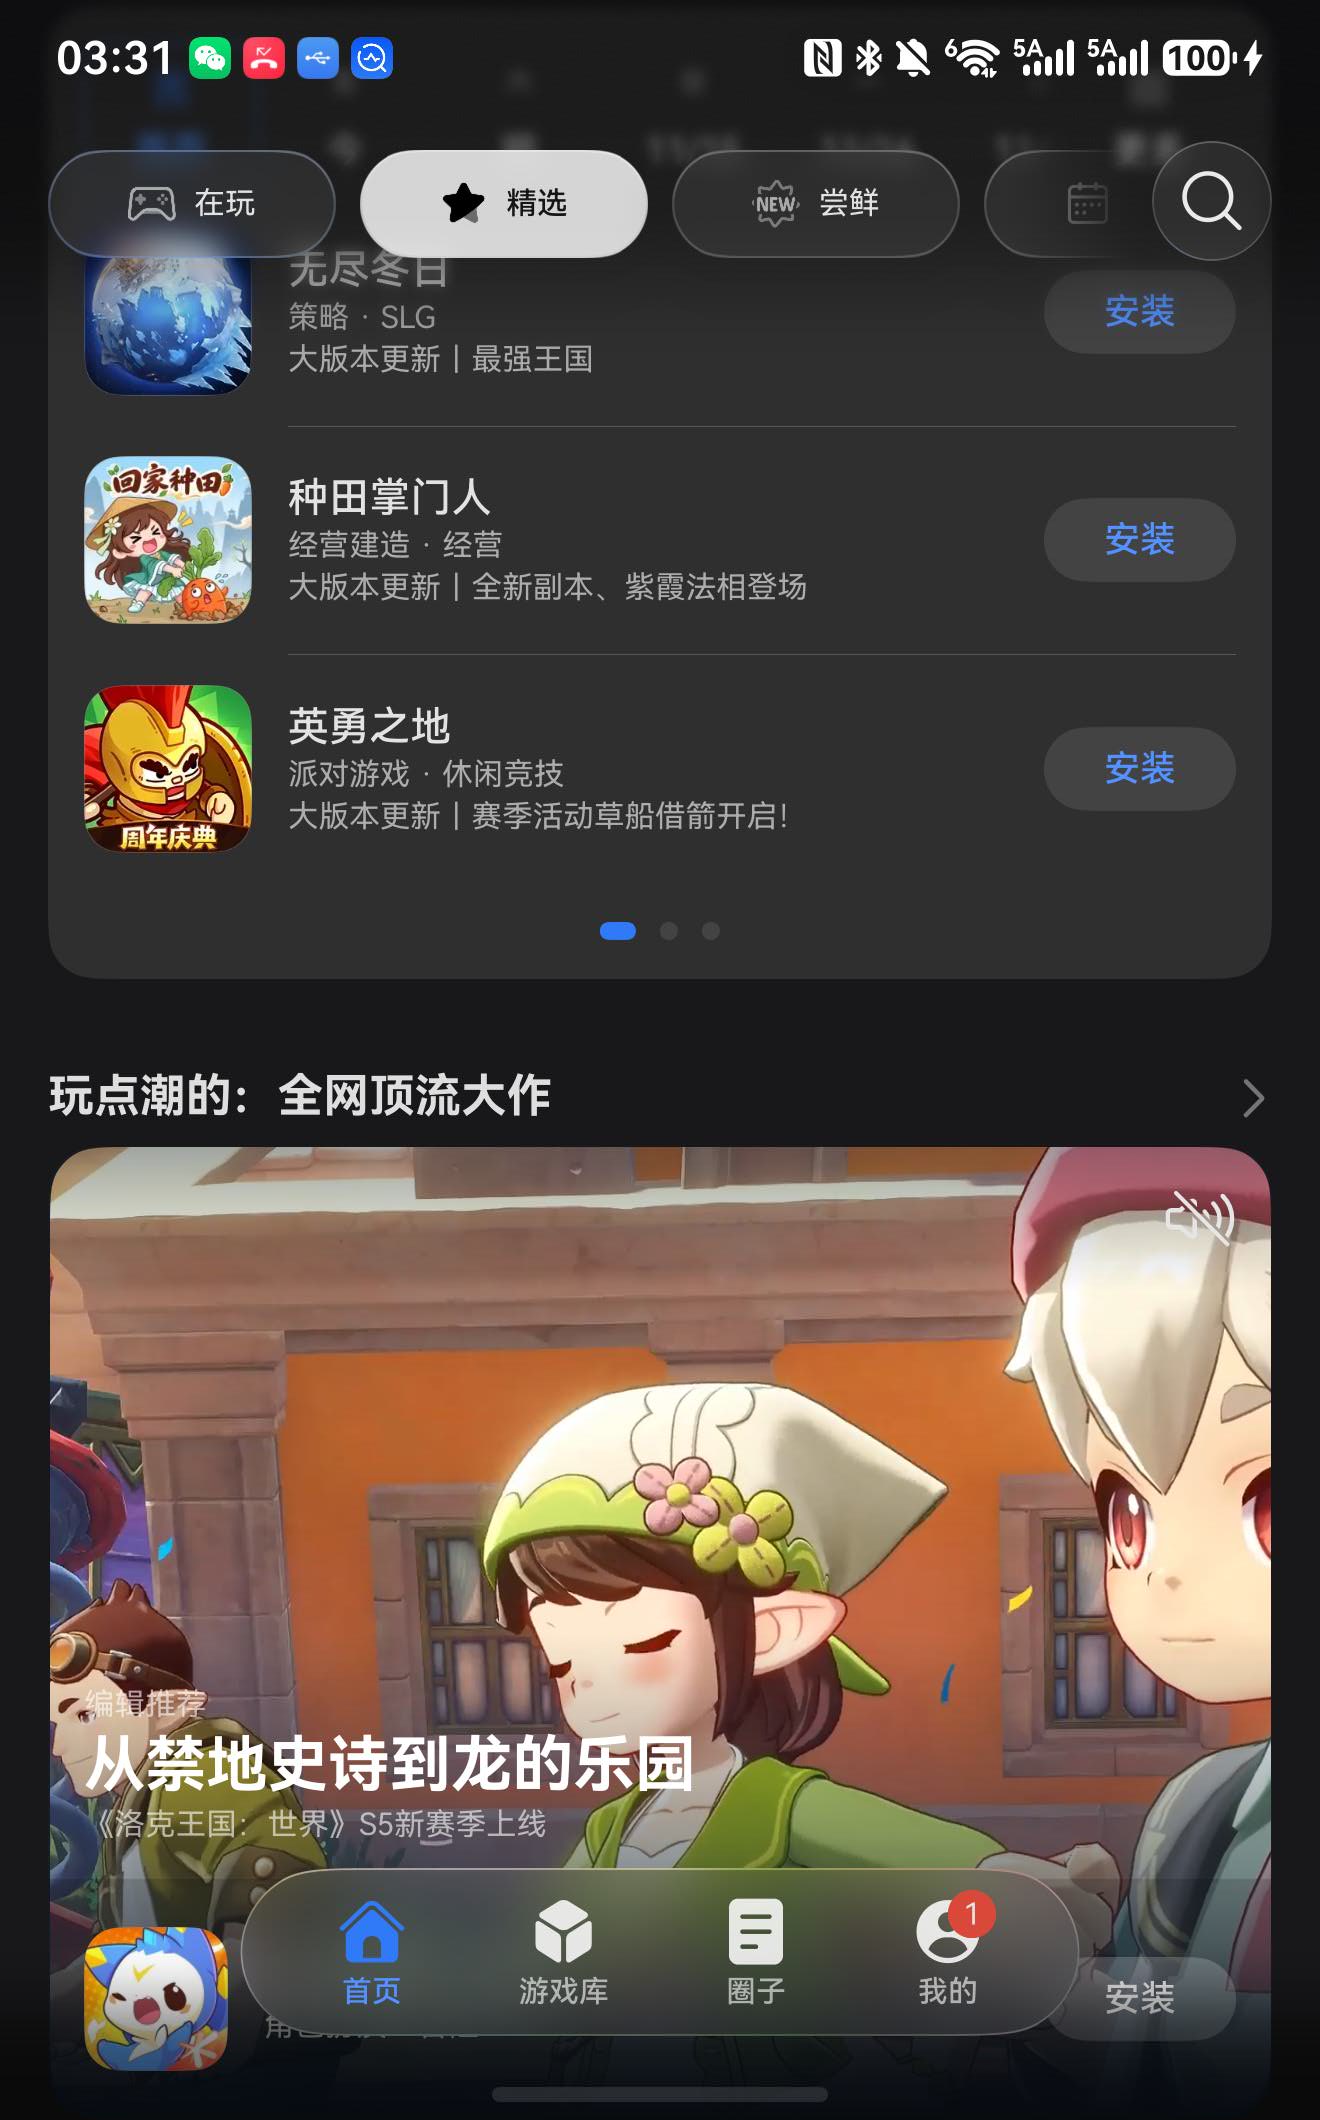 03:31
6
5A
5A
100
在玩
精选
NEW
尝鲜
无尽冬日
策略 · SLG
大版本更新丨最强王国
安装
回家种田
种田掌门人
经营建造 · 经营
大版本更新丨全新副本、紫霞法相登场
安装
周年庆典
英勇之地
派对游戏 · 休闲竞技
大版本更新丨赛季活动草船借箭开启!
安装
玩点潮的：全网顶流大作
编辑推荐
从禁地史诗到龙的乐园
《洛克王国：世界》S5新赛季上线
安装
首页
游戏库
圈子
我的
1